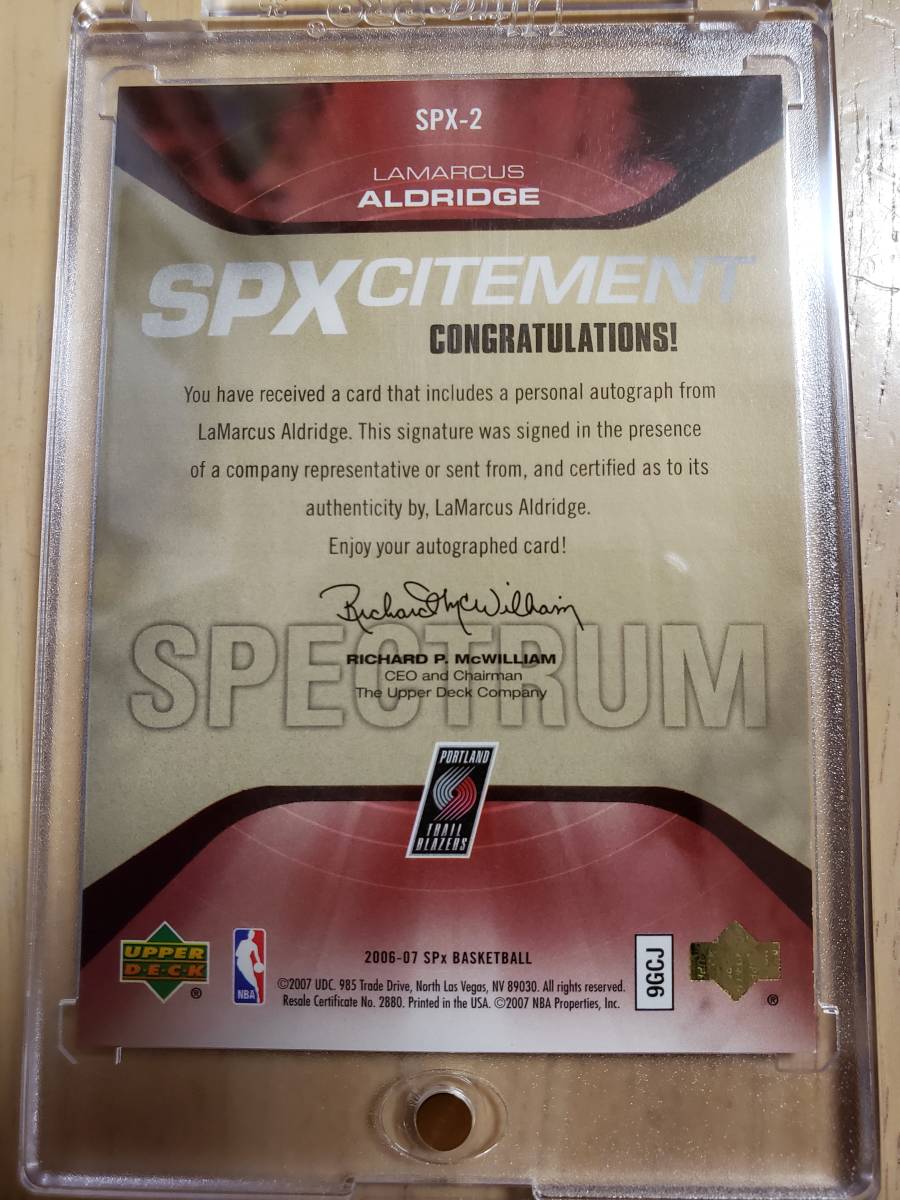 SPX-2
LAMARCUS
ALDRIDGE
SPXCITEMENT
CONGRATULATIONS!
You have received a card that includes a personal autograph from
LaMarcus Aldridge. This signature was signed in the presence
of a company representative or sent from, and certified as to its
authenticity by, LaMarcus Aldridge.
Enjoy your autographed card!
Richard McWilliam
SPECTRUM
RICHARD P. McWILLIAM
CEO and Chairman
The Upper Deck Company
PORTLAND
TRAIL
BLAZERS
UPPER
D·E·C·K
®
NBA
2006-07 SPx BASKETBALL
©2007 UDC. 985 Trade Drive, North Las Vegas, NV 89030. All rights reserved.
Resale Certificate No. 2880. Printed in the USA. ©2007 NBA Properties, Inc.
9GCJ
®